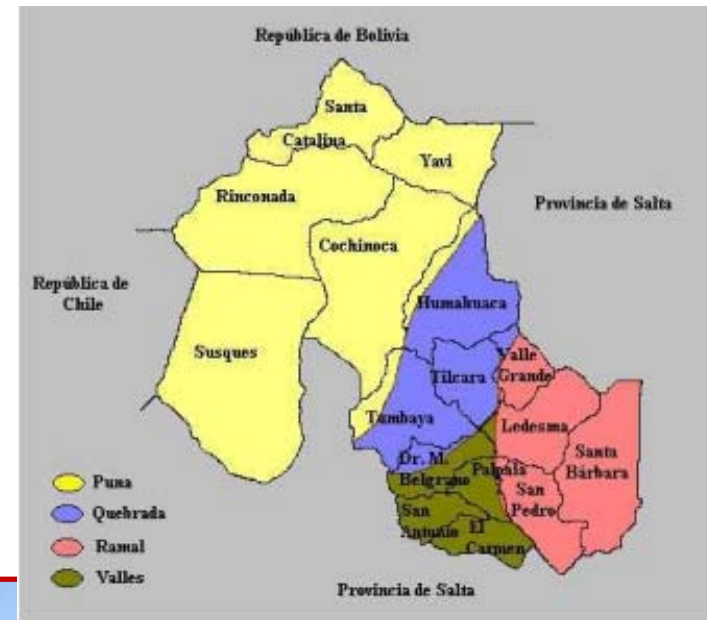 República de Bolivia
Santa
Catalina
Yavi
Rinconada
Provincia de Salta
Cochinoca
República de
Chile
Humahuaca
Susques
Valle
Grande
Tilcara
Tumbaya
Ledesma
Santa
Bárbara
Dr. M.
Belgrano
Palpala
San
Pedro
San
Antonio
El
Carmen
Puna
Quebrada
Ramal
Valles
Provincia de Salta